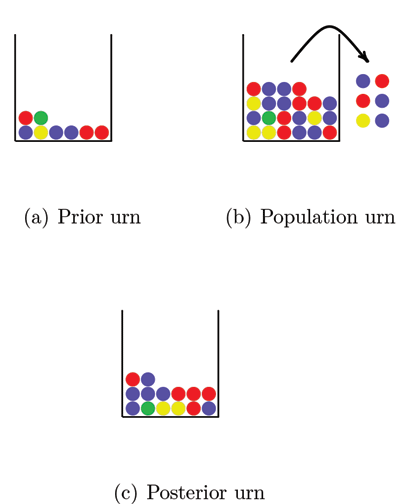 (a) Prior urn
(b) Population urn
(c) Posterior urn